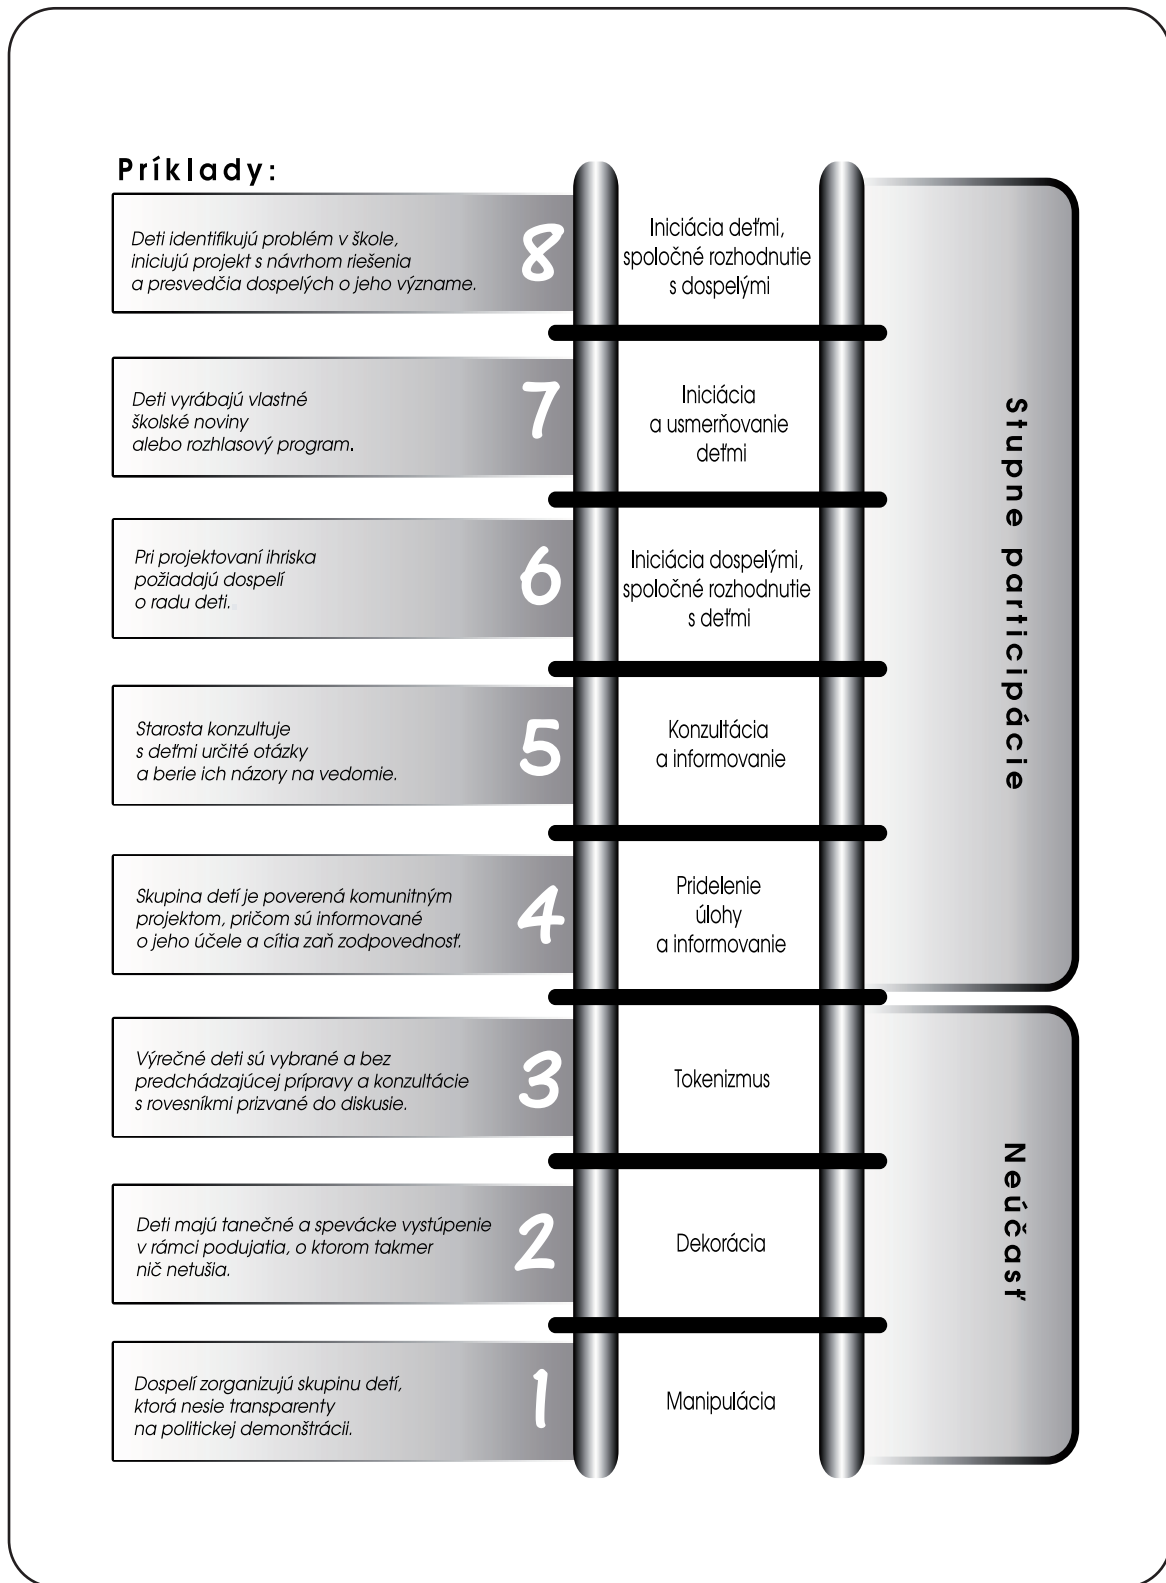 Príklady:
Deti identifikujú problém v škole,
iniciujú projekt s návrhom riešenia
a presvedčia dospelých o jeho význame.
8
Iniciácia deťmi,
spoločné rozhodnutie
s dospelými
Deti vyrábajú vlastné
školské noviny
alebo rozhlasový program.
7
Iniciácia
a usmerňovanie
deťmi
Pri projektovaní ihriska
požiadajú dospelí
o radu deti.
6
Iniciácia dospelými,
spoločné rozhodnutie
s deťmi
Starosta konzultuje
s deťmi určité otázky
a berie ich názory na vedomie.
5
Konzultácia
a informovanie
Skupina detí je poverená komunitným
projektom, pričom sú informované
o jeho účele a cítia zaň zodpovednosť.
4
Pridelenie
úlohy
a informovanie
Stupne participácie
Výrečné deti sú vybrané a bez
predchádzajúcej prípravy a konzultácie
s rovesníkmi prizvané do diskusie.
3
Tokenizmus
Deti majú tanečné a spevácke vystúpenie
v rámci podujatia, o ktorom takmer
nič netušia.
2
Dekorácia
Dospelí zorganizujú skupinu detí,
ktorá nesie transparenty
na politickej demonštrácii.
1
Manipulácia
Neúčasť